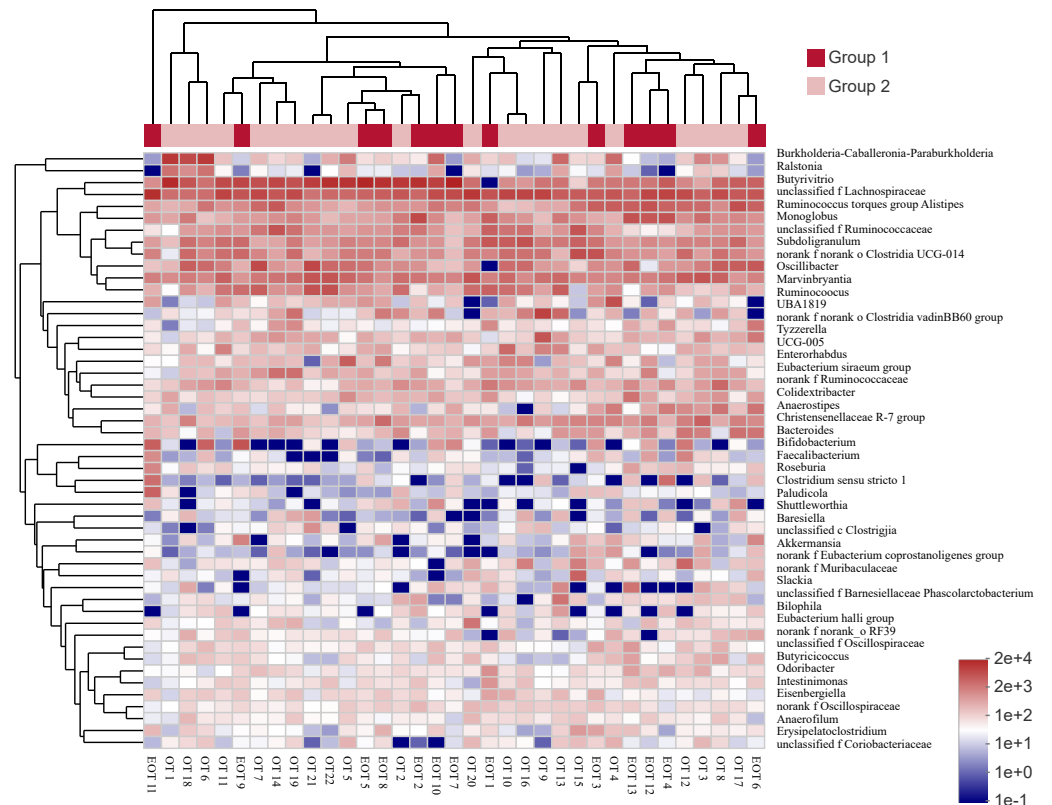 Group 1
Group 2
Burkholderia-Caballeronia-Paraburkholderia
Ralstonia
Butyrivitrio
unclassified f Lachnospiraceae
Ruminococcus torques group Alistipes
Monoglobus
unclassified f Ruminococcaceae
Subdoligranulum
norank f norank o Clostridia UCG-014
Oscillibacter
Marvinbryantia
Ruminoocus
UBA1819
norank f norank o Clostridia vadinBB60 group
Tyzzerella
UCG-005
Enterorhabdus
Eubacterium siraeum group
norank f Ruminococcaceae
Colidextribacter
Anaerostipes
Christensenellaceae R-7 group
Bacteroides
Bifidobacterium
Faecalibacterium
Roseburia
Clostridium sensu stricto 1
Paludicola
Shuttleworthia
Baresiella
unclassified c Clostrigjia
Akkermansia
norank f Eubacterium coprostanoligenes group
norank f Muribaculaceae
Slackia
unclassified f Barnesiellaceae Phascolarctobacterium
Bilophila
Eubacterium halli group
norank f norank_o RF39
unclassified f Oscillospiraceae
Butyricicoccus
Odoribacter
Intestinimonas
Eisenbergiella
norank f Oscillospiraceae
Anaerofilum
Erysipelatoclostridium
unclassified f Coriobacteriaceae
2e+4
2e+3
1e+2
1e+1
1e+0
1e-1
EOT 11
OT 1
OT 18
OT 6
OT 11
EOT 9
OT 7
OT 14
OT 19
OT 21
OT 22
OT 5
EOT 5
EOT 8
OT 2
EOT 2
EOT 10
EOT 7
OT 20
EOT 1
OT 10
OT 16
OT 9
OT 13
OT 15
EOT 3
OT 4
EOT 13
EOT 12
EOT 4
OT 12
OT 3
OT 8
OT 17
EOT 6